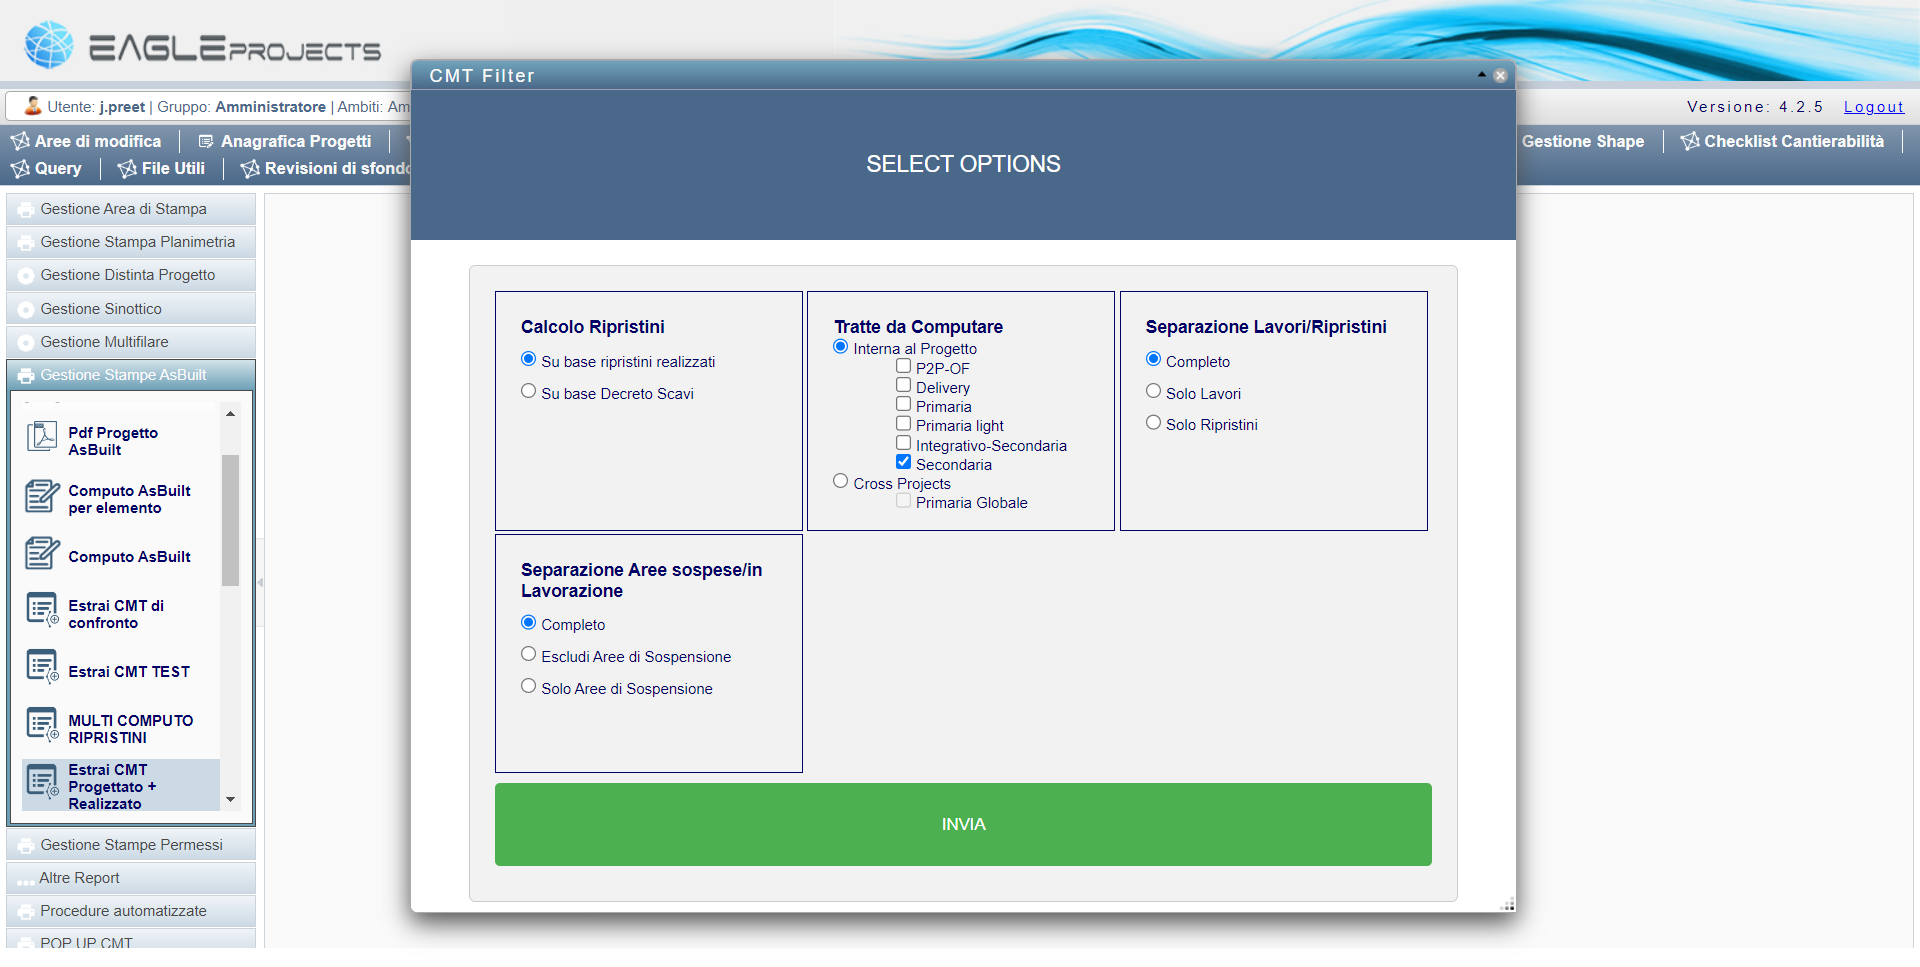 EAGLEPROJECTS
CMT Filter
Utente: j.preet | Gruppo: Amministratore | Ambiti: Am
Versione: 4.2.5 Logout
Aree di modifica
Anagrafica Progetti
Gestione Shape
Checklist Cantierabilità
Query
File Utili
Revisioni di sfondo
SELECT OPTIONS
Gestione Area di Stampa
Gestione Stampa Planimetria
Gestione Distinta Progetto
Gestione Sinottico
Gestione Multifilare
Gestione Stampe AsBuilt
Pdf Progetto
AsBuilt
Computo AsBuilt
per elemento
Computo AsBuilt
Estrai CMT di
confronto
Estrai CMT TEST
MULTI COMPUTO
RIPRISTINI
Estrai CMT
Progettato +
Realizzato
Gestione Stampe Permessi
Altre Report
Procedure automatizzate
POP UP CMT
Calcolo Ripristini
Su base ripristini realizzati
Su base Decreto Scavi
Tratte da Computare
Interna al Progetto
P2P-OF
Delivery
Primaria
Primaria light
Integrativo-Secondaria
Secondaria
Cross Projects
Primaria Globale
Separazione Lavori/Ripristini
Completo
Solo Lavori
Solo Ripristini
Separazione Aree sospese/in
Lavorazione
Completo
Escludi Aree di Sospensione
Solo Aree di Sospensione
INVIA